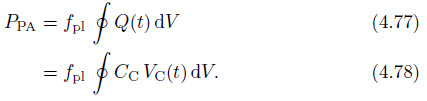 P_PA = f_pl ∮ Q(t) dV (4.77)
= f_pl ∮ C_C V_C(t) dV. (4.78)